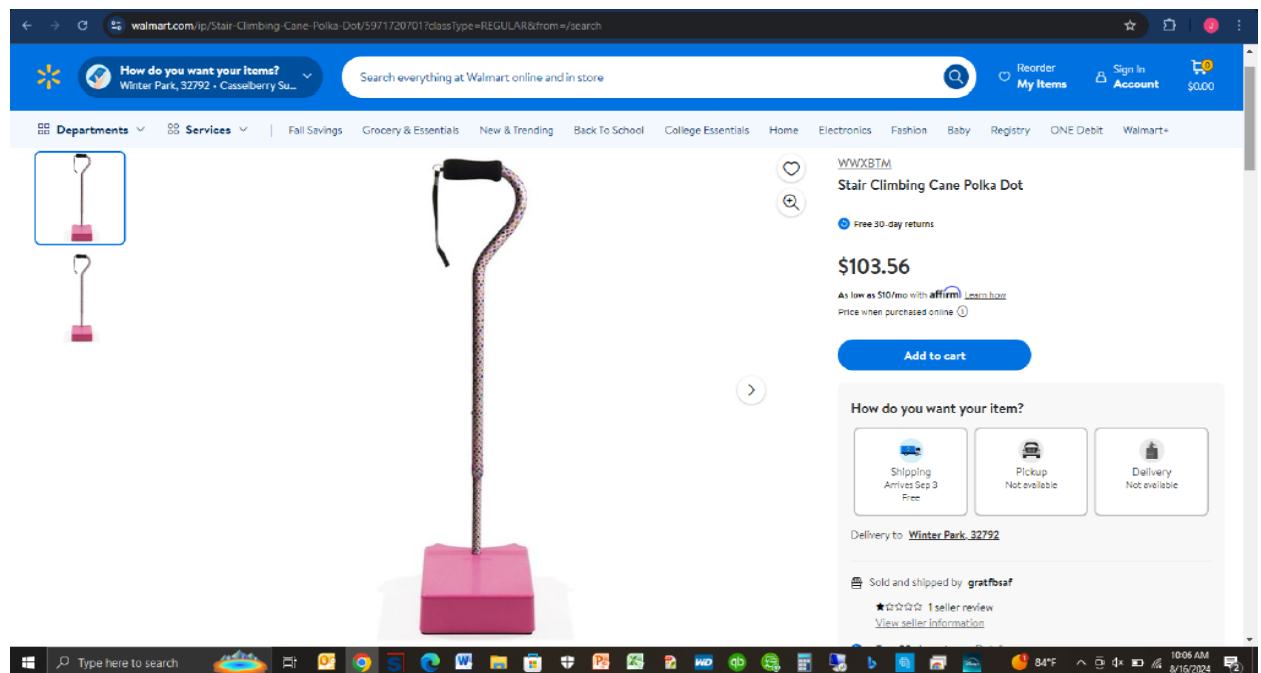 walmart.com/ip/Stair-Climbing-Cane-Polka-Dot/5971720701?classType=REGULAR&from=/search
How do you want your items?
Winter Park, 32792 • Casselberry Su...
Search everything at Walmart online and in store
Reorder
My Items
Sign In
Account
0
$0.00
Departments
Services
Fall Savings
Grocery & Essentials
New & Trending
Back To School
College Essentials
Home
Electronics
Fashion
Baby
Registry
ONE Debit
Walmart+
WWXBTM
Stair Climbing Cane Polka Dot
Free 30-day returns
$103.56
As low as $10/mo with affirm Learn how
Price when purchased online
Add to cart
How do you want your item?
Shipping
Arrives Sep 3
Free
Pickup
Not available
Delivery
Not available
Delivery to Winter Park, 32792
Sold and shipped by gratfbsaf
1 seller review
View seller information
Type here to search
84°F
10:06 AM
8/16/2024